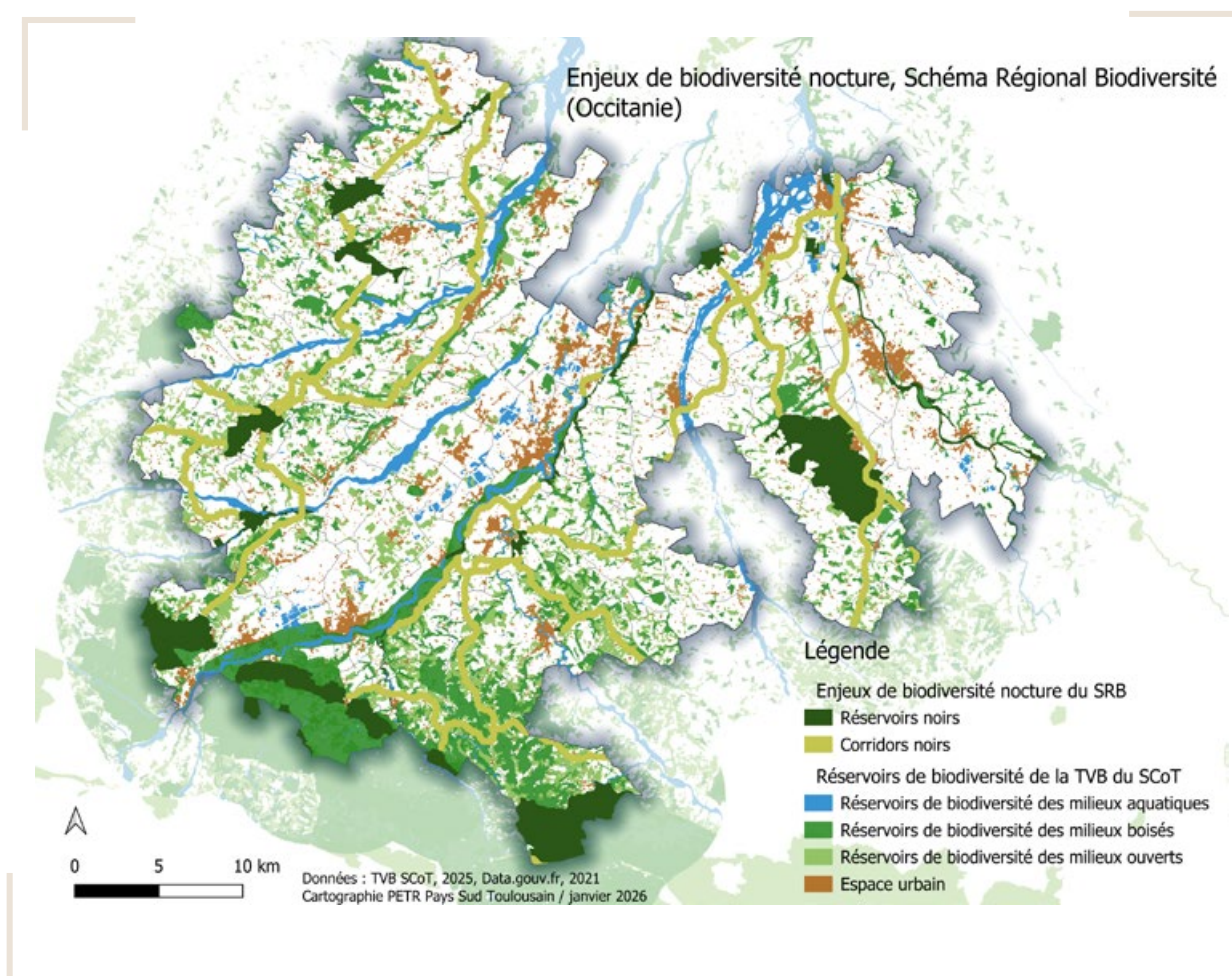 Enjeux de biodiversité nocture, Schéma Régional Biodiversité
(Occitanie)
Légende
Enjeux de biodiversité nocture du SRB
Réservoirs noirs
Corridors noirs
Réservoirs de biodiversité de la TVB du SCoT
Réservoirs de biodiversité des milieux aquatiques
Réservoirs de biodiversité des milieux boisés
Réservoirs de biodiversité des milieux ouverts
Espace urbain
0 5 10 km
Données : TVB SCoT, 2025, Data.gouv.fr, 2021
Cartographie PETR Pays Sud Toulousain / janvier 2026